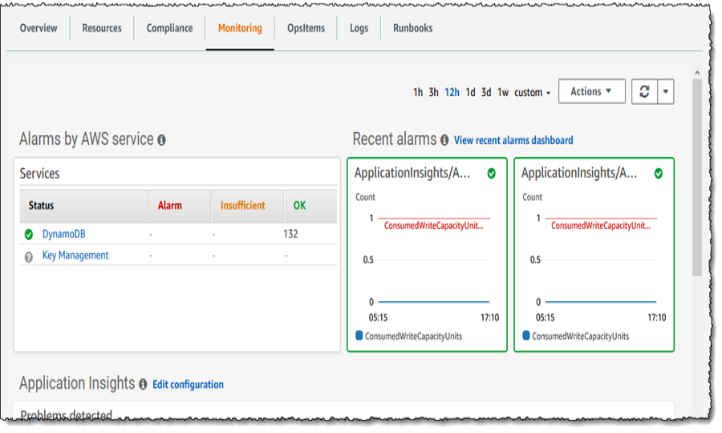 Overview Resources Compliance Monitoring OpsItems Logs Runbooks
1h 3h 12h 1d 3d 1w custom Actions
Alarms by AWS service
Services
Status Alarm Insufficient OK
DynamoDB - - 132
Key Management - - -
Recent alarms View recent alarms dashboard
ApplicationInsights/A...
Count
1
ConsumedWriteCapacityUnit...
0.5
0
05:15 17:10
ConsumedWriteCapacityUnits
ApplicationInsights/A...
Count
1
ConsumedWriteCapacityUnit...
0.5
0
05:15 17:10
ConsumedWriteCapacityUnits
Application Insights Edit configuration
Problems detected